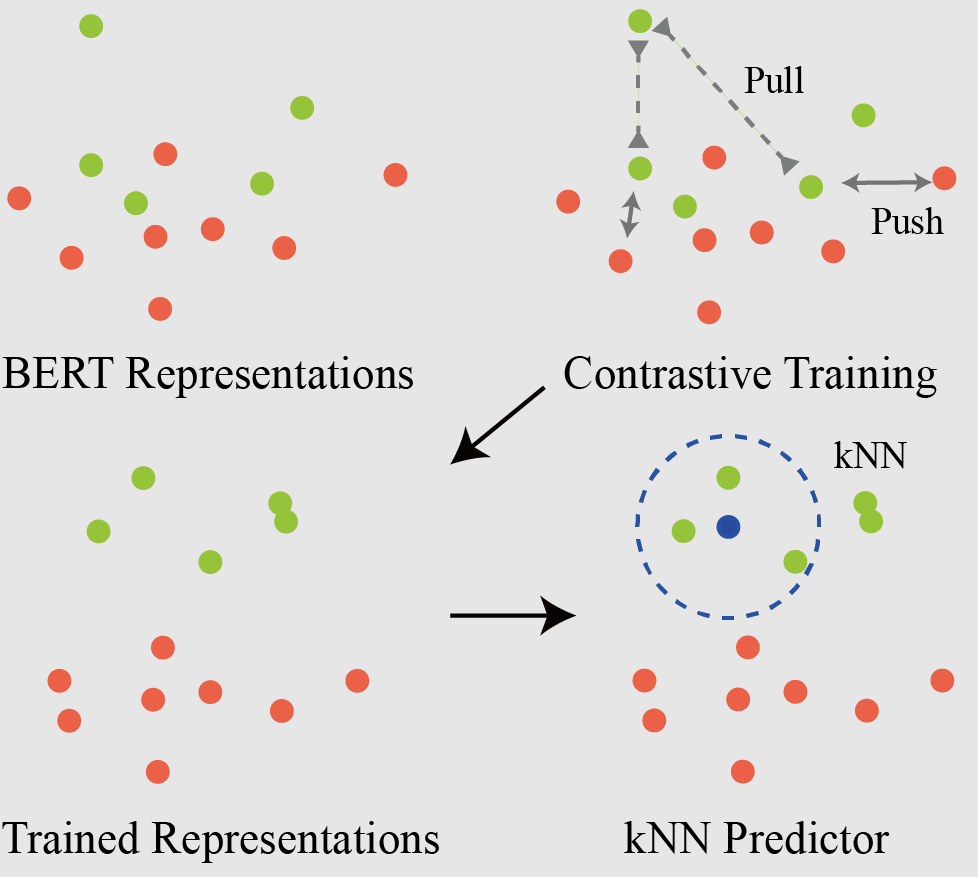 Pull
Push
BERT Representations
Contrastive Training
kNN
Trained Representations
kNN Predictor